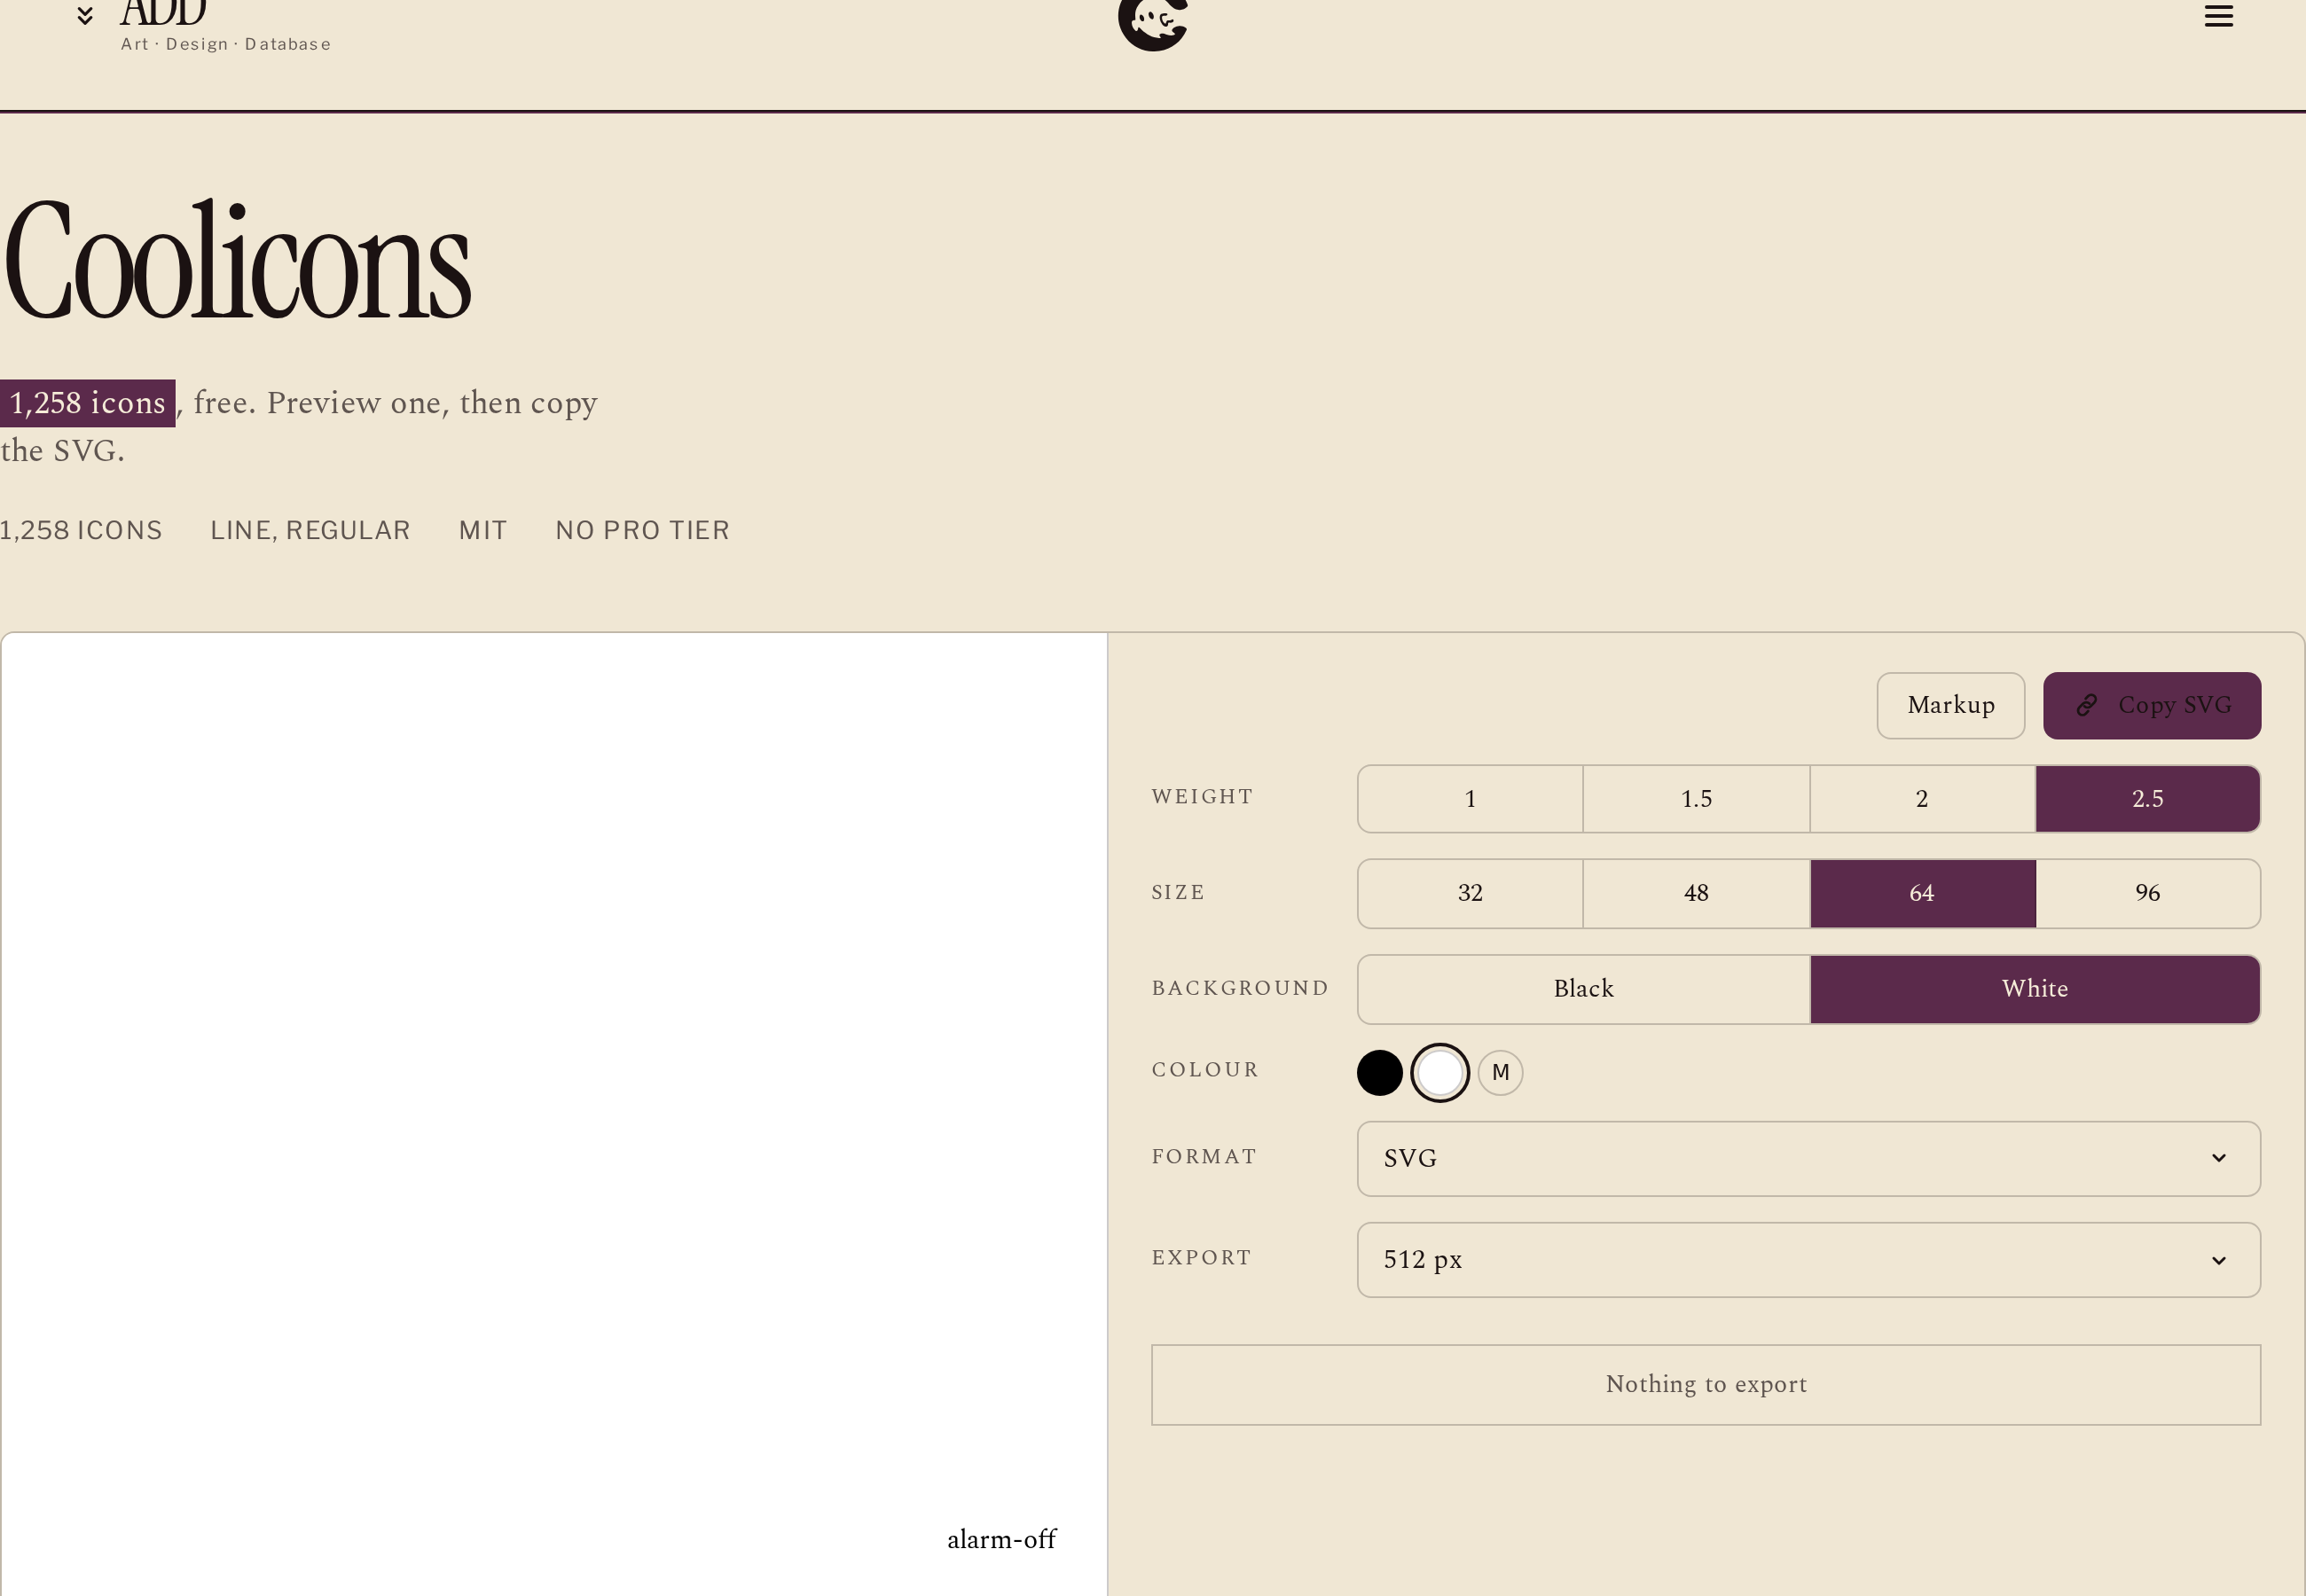 ADD
Art · Design · Database
Coolicons
1,258 icons, free. Preview one, then copy
the SVG.
1,258 ICONS LINE, REGULAR MIT NO PRO TIER
Markup Copy SVG
WEIGHT 1 1.5 2 2.5
SIZE 32 48 64 96
BACKGROUND Black White
COLOUR M
FORMAT SVG
EXPORT 512 px
Nothing to export
alarm-off